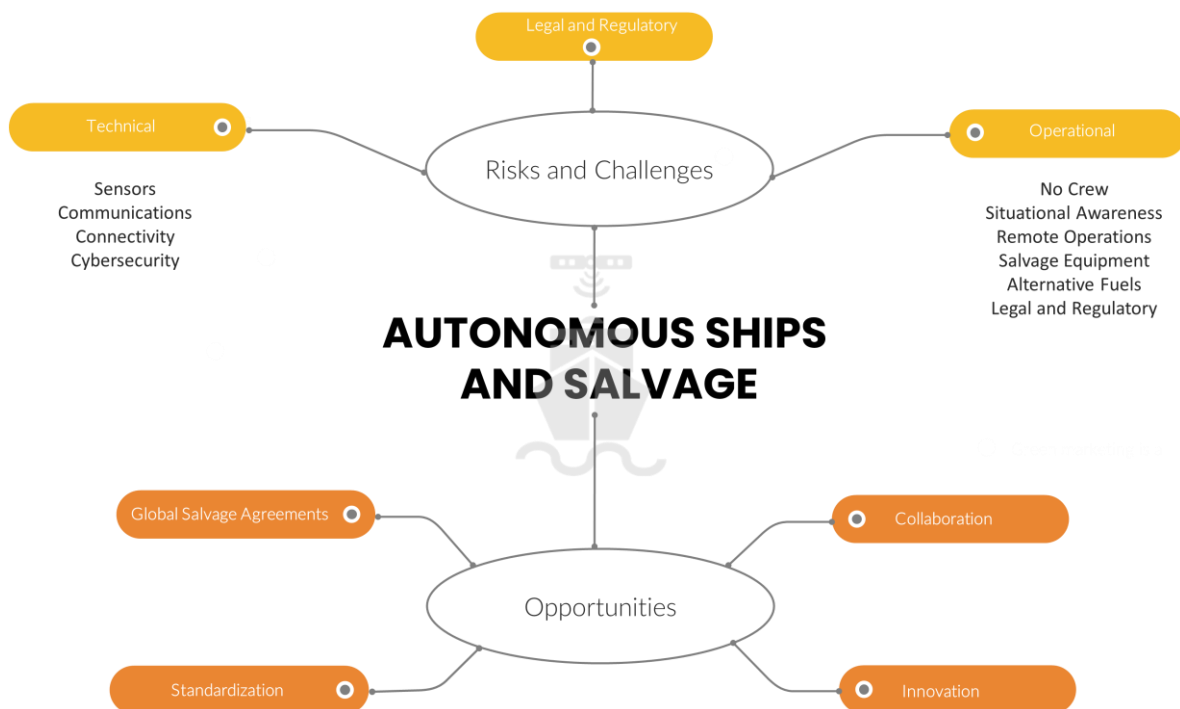 Legal and Regulatory
Technical
Operational
Risks and Challenges
Sensors
Communications
Connectivity
Cybersecurity
No Crew
Situational Awareness
Remote Operations
Salvage Equipment
Alternative Fuels
Legal and Regulatory
AUTONOMOUS SHIPS
AND SALVAGE
Global Salvage Agreements
Collaboration
Opportunities
Standardization
Innovation